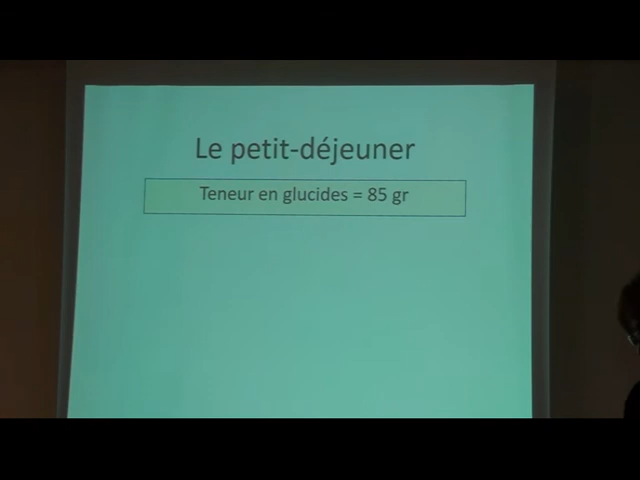 Le petit-déjeuner
Teneur en glucides = 85 gr